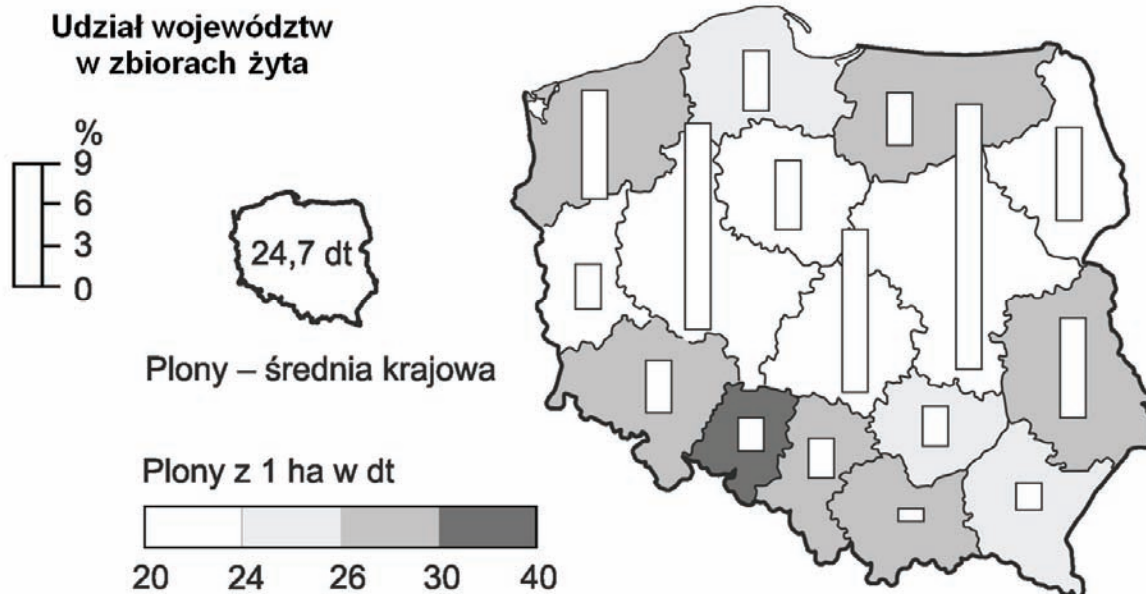 Udział województw
w zbiorach żyta
%
9
6
3
0
24,7 dt
Plony – średnia krajowa
Plony z 1 ha w dt
20 24 26 30 40